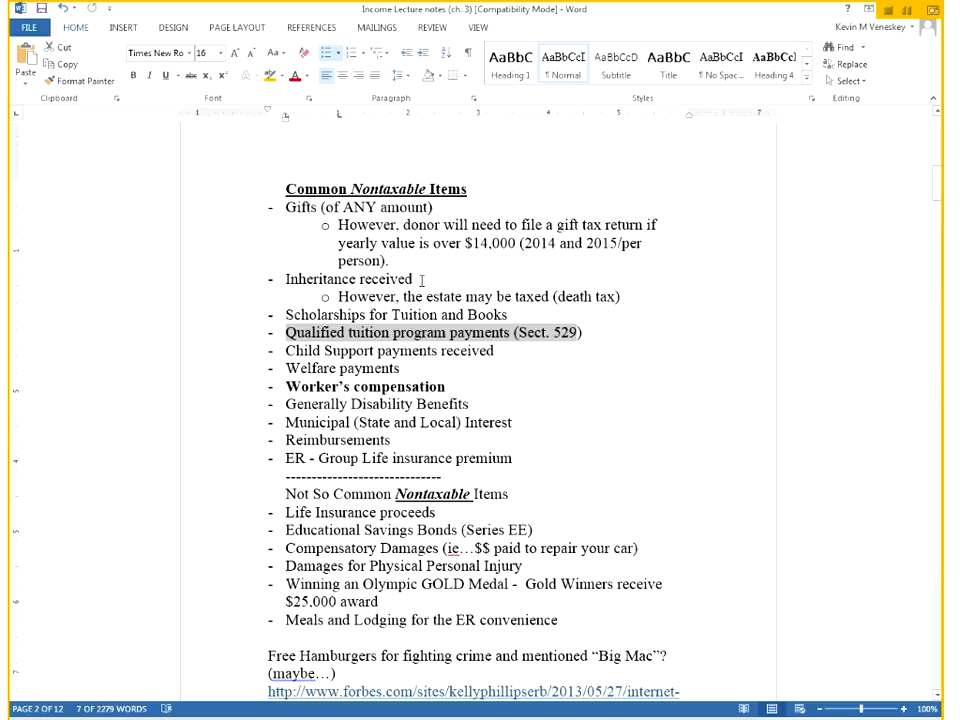 Income Lecture notes (ch. 3) [Compatibility Mode] - Word
FILE HOME INSERT DESIGN PAGE LAYOUT REFERENCES MAILINGS REVIEW VIEW Kevin M Veneskey
Cut
Copy
Format Painter
Paste
Times New Ro 16
AaBbC AaBbCcI AaBbCcD AaBbC AaBbCcI AaBbCc
Heading 1 ¶ Normal Subtitle Title ¶ No Spac... Heading 4
Find
Replace
Select
Clipboard Font Paragraph Styles Editing
Common Nontaxable Items
- Gifts (of ANY amount)
o However, donor will need to file a gift tax return if
yearly value is over $14,000 (2014 and 2015/per
person).
- Inheritance received
o However, the estate may be taxed (death tax)
- Scholarships for Tuition and Books
- Qualified tuition program payments (Sect. 529)
- Child Support payments received
- Welfare payments
- Worker’s compensation
- Generally Disability Benefits
- Municipal (State and Local) Interest
- Reimbursements
- ER - Group Life insurance premium
-----------------------------
Not So Common Nontaxable Items
- Life Insurance proceeds
- Educational Savings Bonds (Series EE)
- Compensatory Damages (ie…$$ paid to repair your car)
- Damages for Physical Personal Injury
- Winning an Olympic GOLD Medal - Gold Winners receive
$25,000 award
- Meals and Lodging for the ER convenience
Free Hamburgers for fighting crime and mentioned “Big Mac”?
(maybe…)
http://www.forbes.com/sites/kellyphillipserb/2013/05/27/internet-
PAGE 2 OF 12 7 OF 2279 WORDS 100%